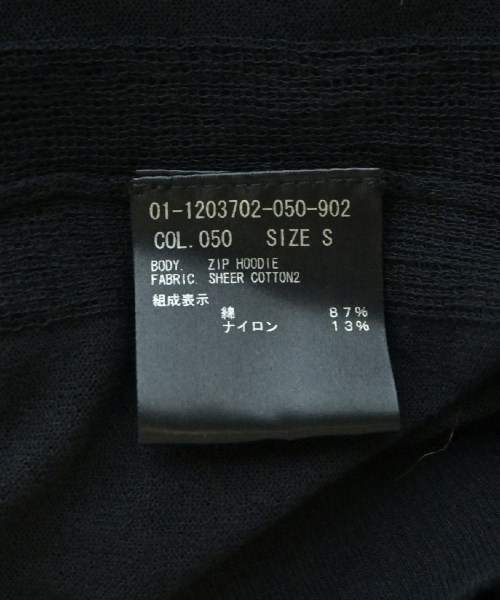 01-1203702-050-902
COL.050 SIZE S
BODY. ZIP HOODIE
FABRIC. SHEER COTTON2
組成表示
綿 87%
ナイロン 13%